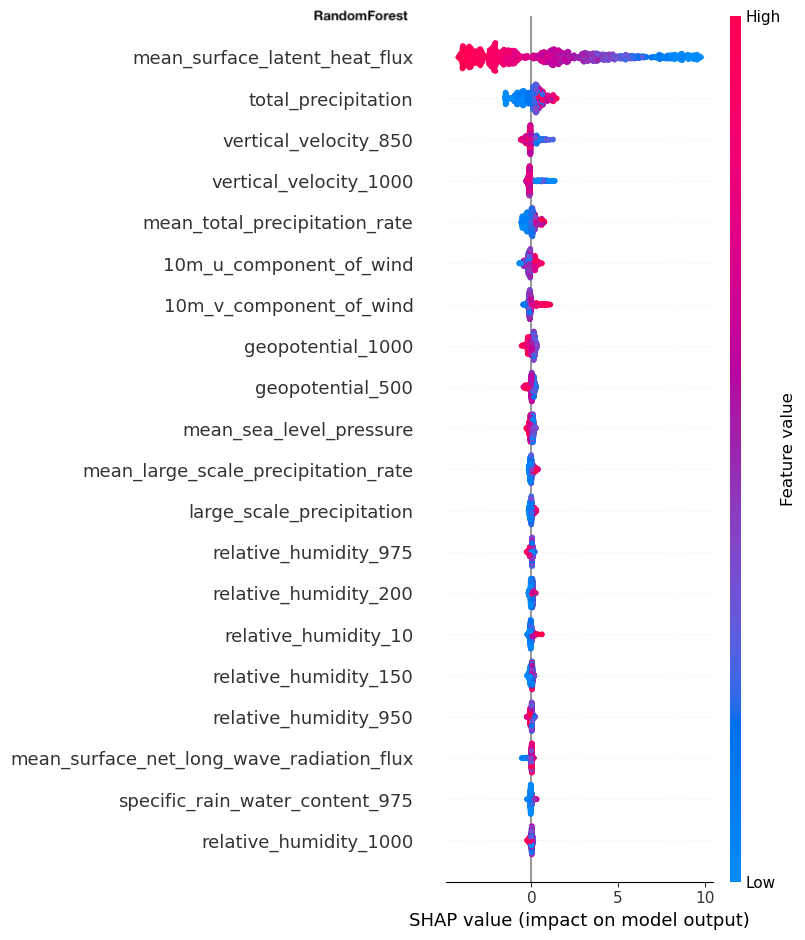 RandomForest
High
mean_surface_latent_heat_flux
total_precipitation
vertical_velocity_850
vertical_velocity_1000
mean_total_precipitation_rate
10m_u_component_of_wind
10m_v_component_of_wind
geopotential_1000
geopotential_500
mean_sea_level_pressure
mean_large_scale_precipitation_rate
large_scale_precipitation
relative_humidity_975
relative_humidity_200
relative_humidity_10
relative_humidity_150
relative_humidity_950
mean_surface_net_long_wave_radiation_flux
specific_rain_water_content_975
relative_humidity_1000
Feature value
Low
0 5 10
SHAP value (impact on model output)